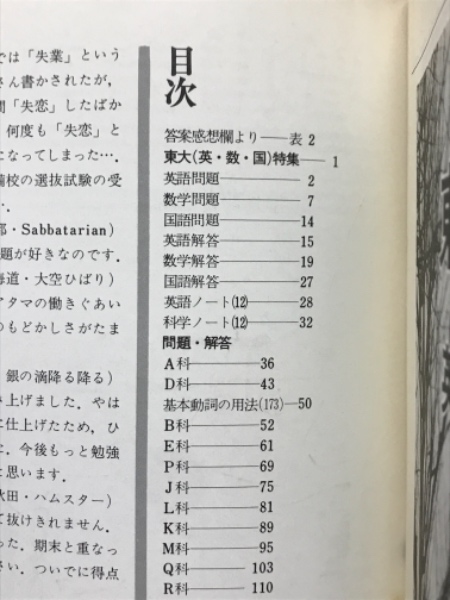 では「失業」という
さん書かされたが,
間「失恋」したばか
何度も「失恋」と
になってしまった….
備校の選抜試験の受
….
部・Sabbatarian)
題が好きなのです.
海道・大空ひばり)
アタマの働きぐあい
のもどかしさがたま
銀の滴降る降る)
み上げました. やは
に仕上げたため, ひ
た. 今後もっと勉強
と思います.
秋田・ハムスター)
て抜けきれません.
った. 期末と重なっ
さい. ついでに得点
目次
答案感想欄より――表 2
東大(英・数・国)特集―― 1
英語問題―――― 2
数学問題―――― 7
国語問題――――14
英語解答――――15
数学解答――――19
国語解答――――27
英語ノート⑿―――28
科学ノート⑿―――32
問題・解答
A科――――36
D科――――43
基本動詞の用法(173)―50
B科――――52
E科――――61
P科――――69
J科――――75
L科――――81
K科――――89
M科――――95
Q科―――― 103
R科―――― 110